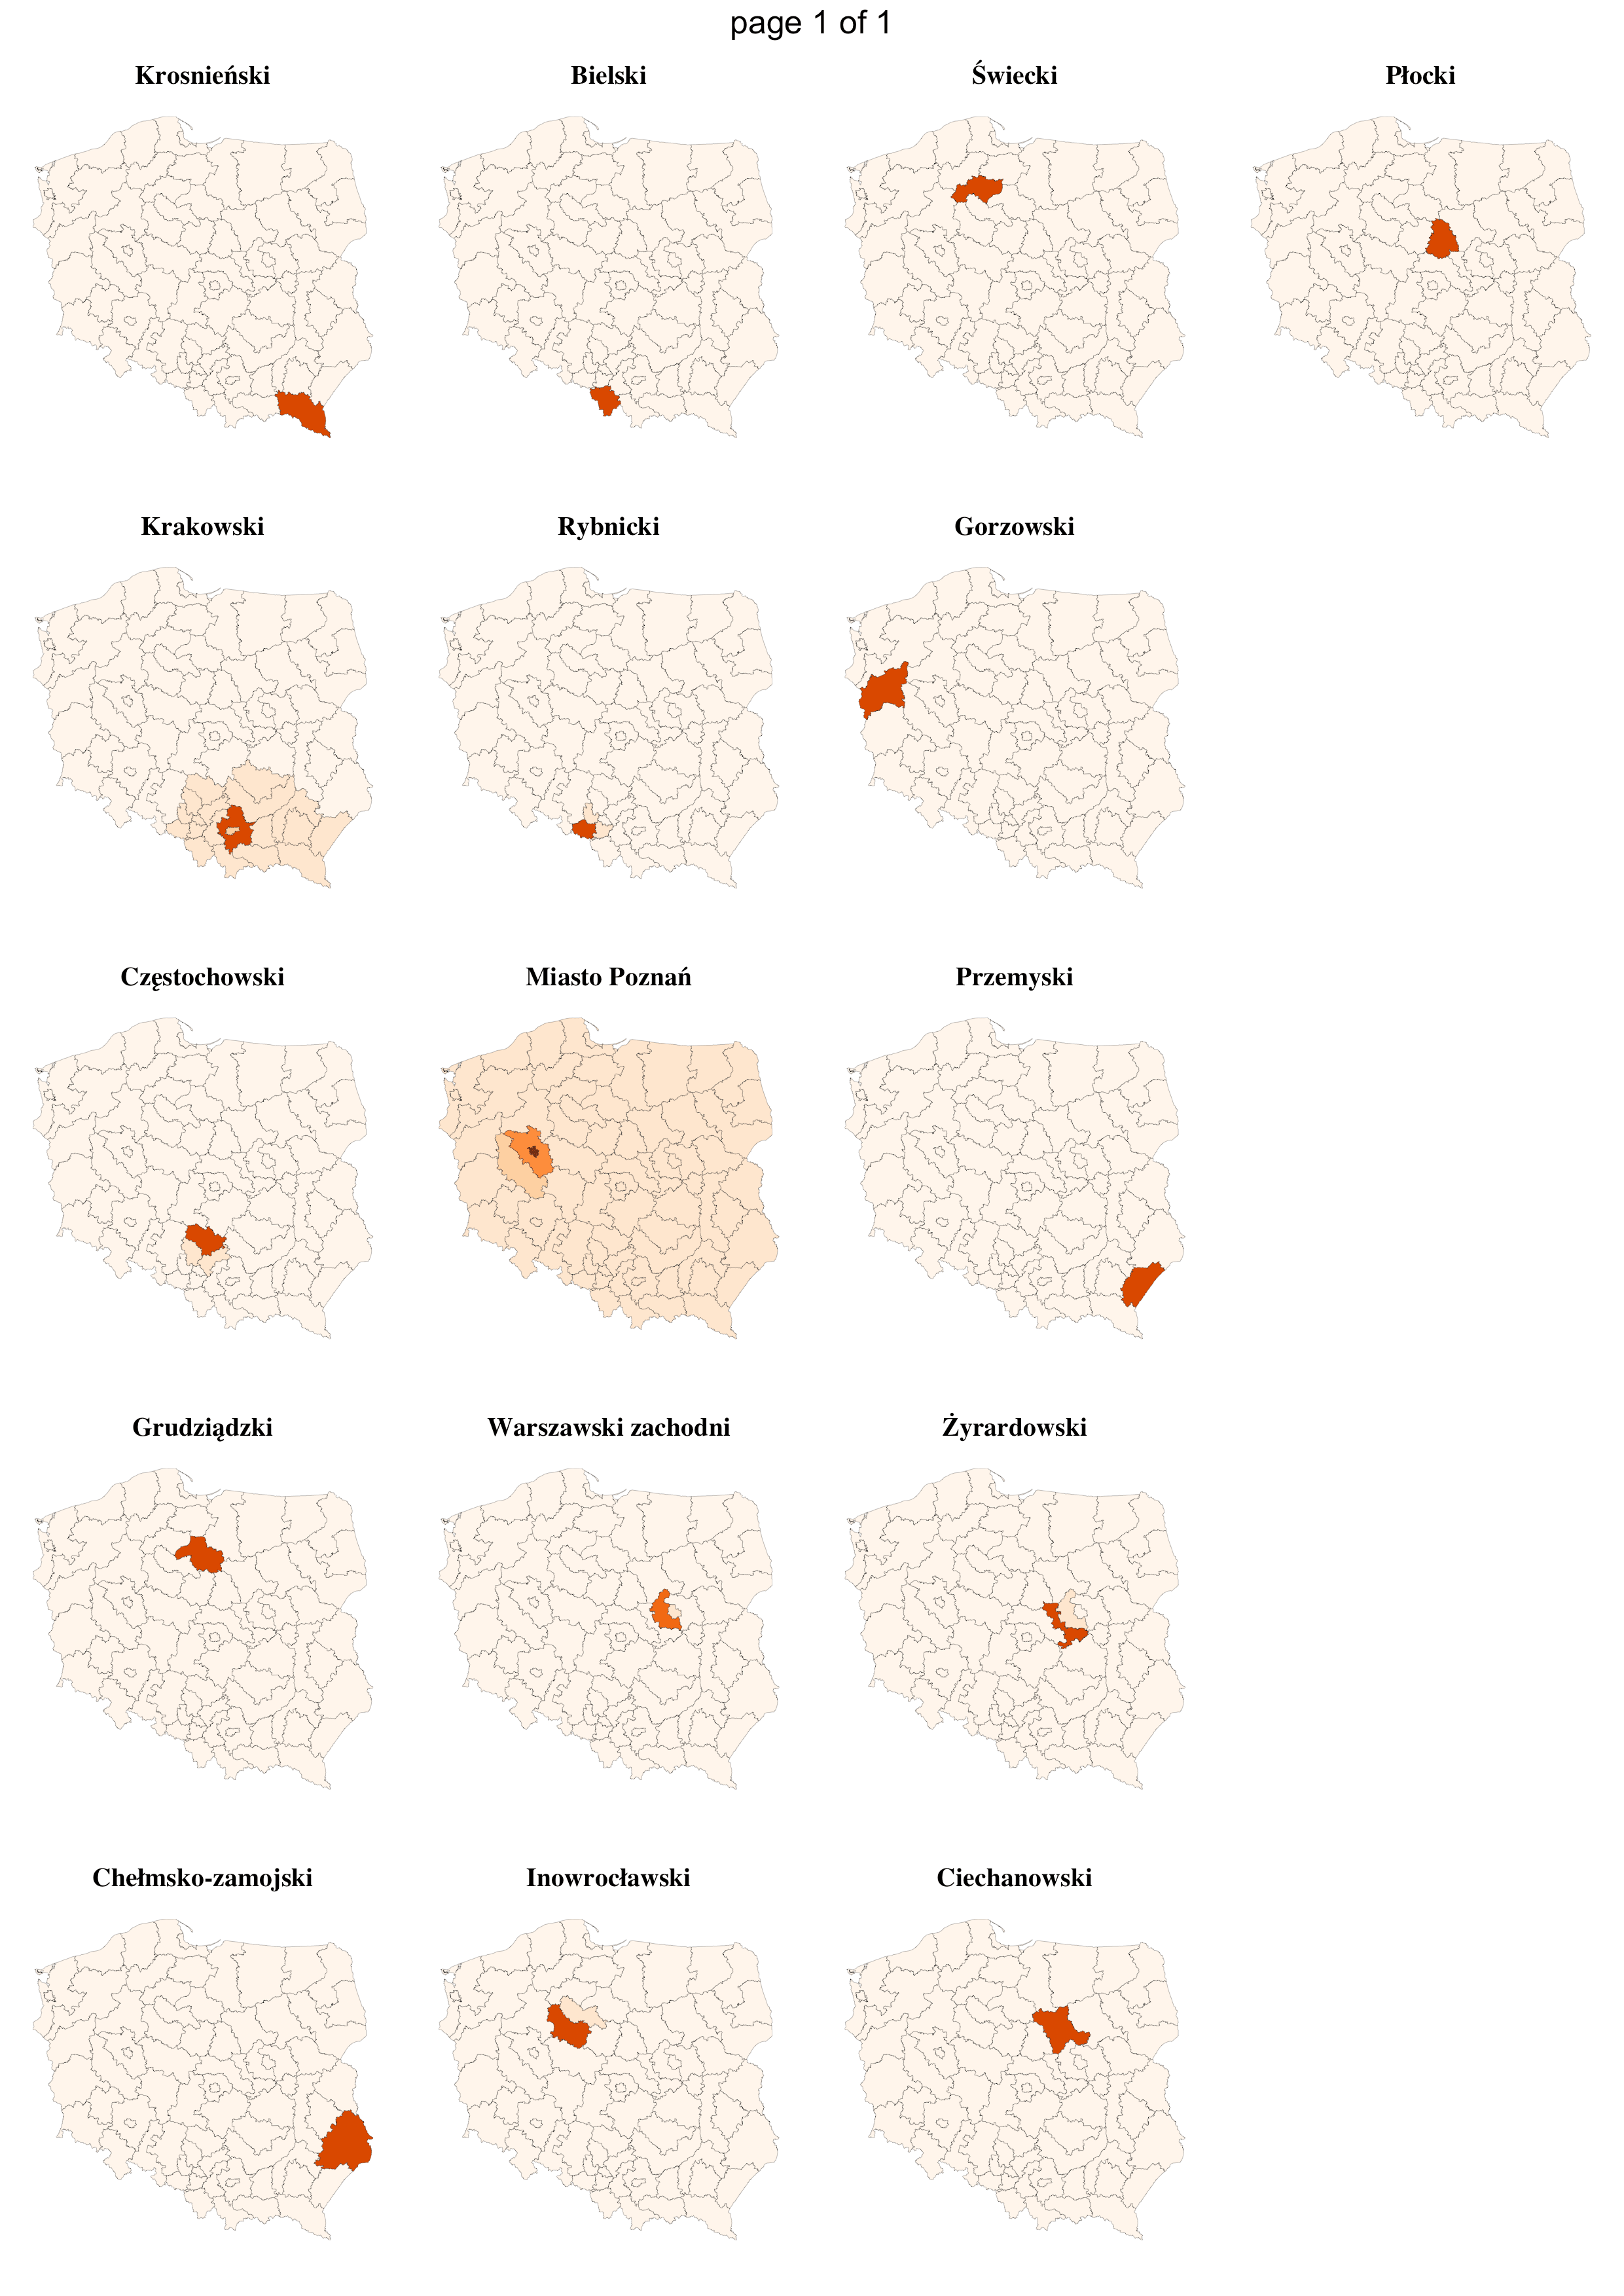 page 1 of 1
Krosnieński
Bielski
Świecki
Płocki
Krakowski
Rybnicki
Gorzowski
Częstochowski
Miasto Poznań
Przemyski
Grudziądzki
Warszawski zachodni
Żyrardowski
Chełmsko-zamojski
Inowrocławski
Ciechanowski